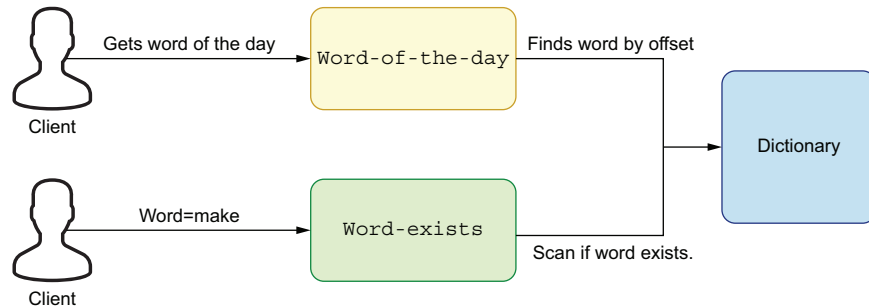 Gets word of the day
Word-of-the-day
Finds word by offset
Client
Dictionary
Word=make
Word-exists
Scan if word exists.
Client